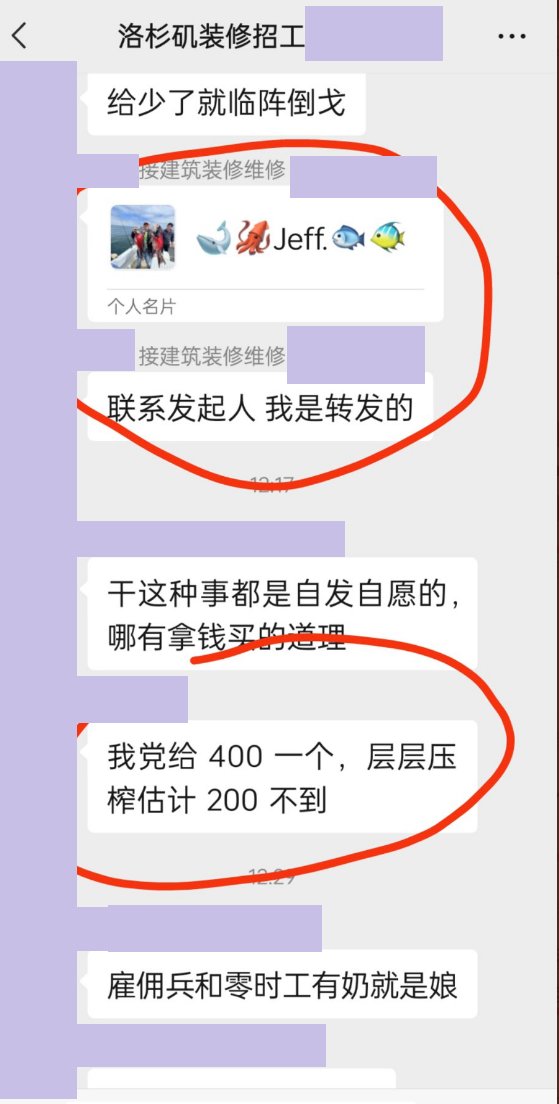 洛杉矶装修招工
给少了就临阵倒戈
接建筑装修维修
🐳🦑Jeff.🐟🐠
个人名片
接建筑装修维修
联系发起人 我是转发的
12:17
干这种事都是自发自愿的，
哪有拿钱买的道理
我党给 400 一个，层层压
榨估计 200 不到
12:29
雇佣兵和零时工有奶就是娘